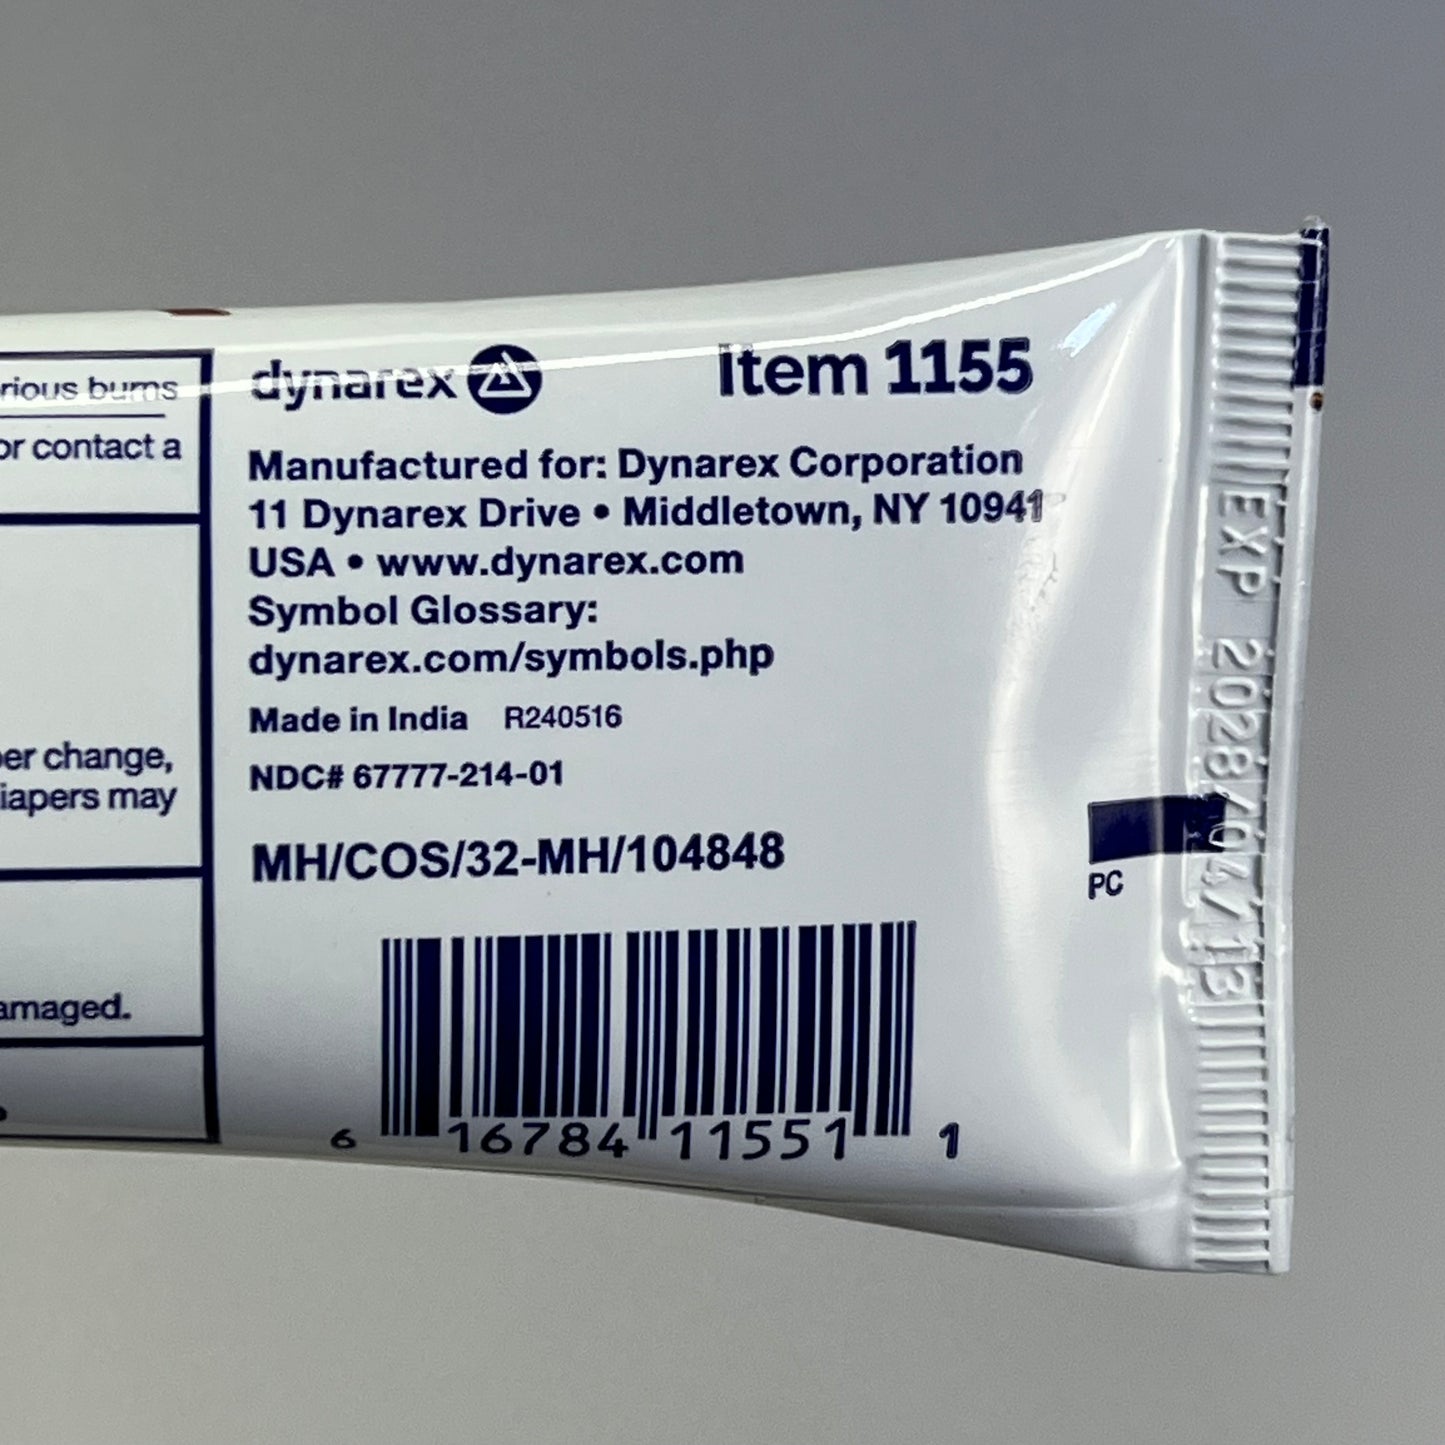 rious burns
or contact a
er change,
iapers may
amaged.
dynarex
Item 1155
Manufactured for: Dynarex Corporation
11 Dynarex Drive • Middletown, NY 10941
USA • www.dynarex.com
Symbol Glossary:
dynarex.com/symbols.php
Made in India R240516
NDC# 67777-214-01
MH/COS/32-MH/104848
PC
6 16784 11551 1
EXP 2028/04/13